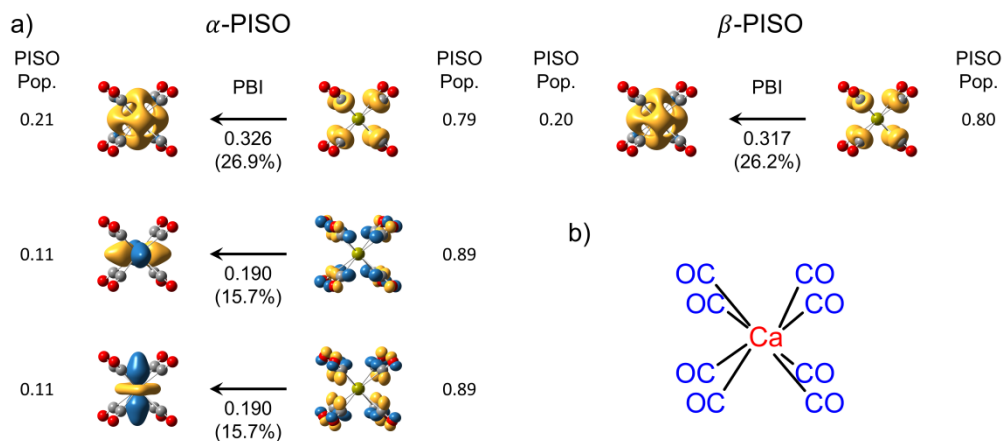 a) α-PISO β-PISO
PISO PISO PISO PISO
Pop. PBI Pop. Pop. PBI Pop.
0.21 0.79 0.20 0.80
0.326 0.317
(26.9%) (26.2%)
b)
0.11 0.89
0.190
(15.7%)
OC CO
OC CO
Ca
OC CO
OC CO
0.11 0.89
0.190
(15.7%)